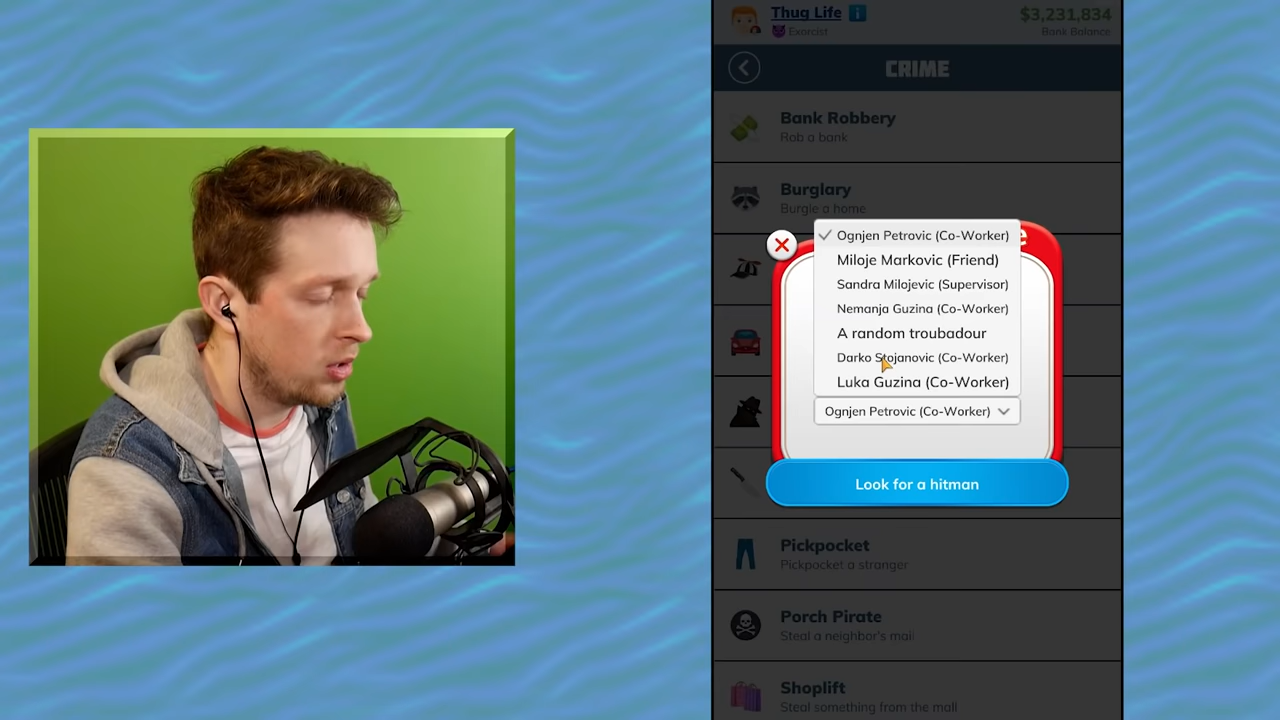 Thug Life
Exorcist
$3,231,834
Bank Balance
CRIME
Bank Robbery
Rob a bank
Burglary
Burgle a home
Ognjen Petrovic (Co-Worker)
Miloje Markovic (Friend)
Sandra Milojevic (Supervisor)
Nemanja Guzina (Co-Worker)
A random troubadour
Darko Stojanovic (Co-Worker)
Luka Guzina (Co-Worker)
Ognjen Petrovic (Co-Worker)
Look for a hitman
Pickpocket
Pickpocket a stranger
Porch Pirate
Steal a neighbor's mail
Shoplift
Steal something from the mall